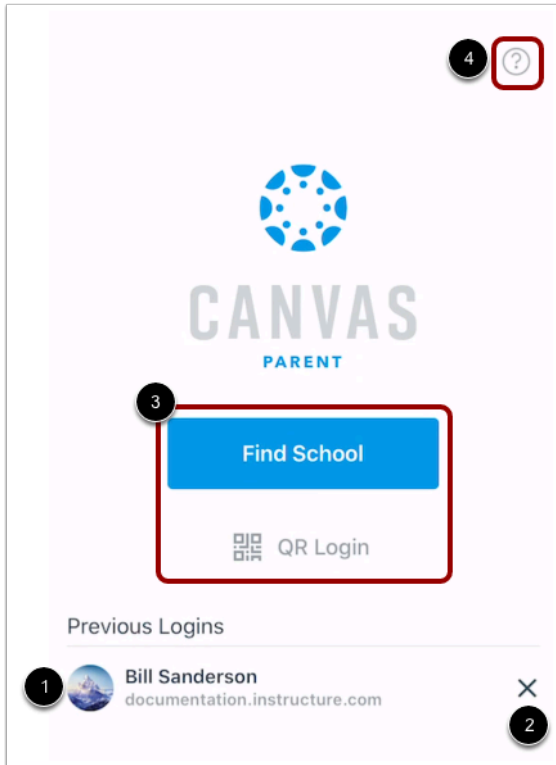 4
?
CANVAS
PARENT
3
Find School
QR Login
Previous Logins
1
Bill Sanderson
documentation.instructure.com
2